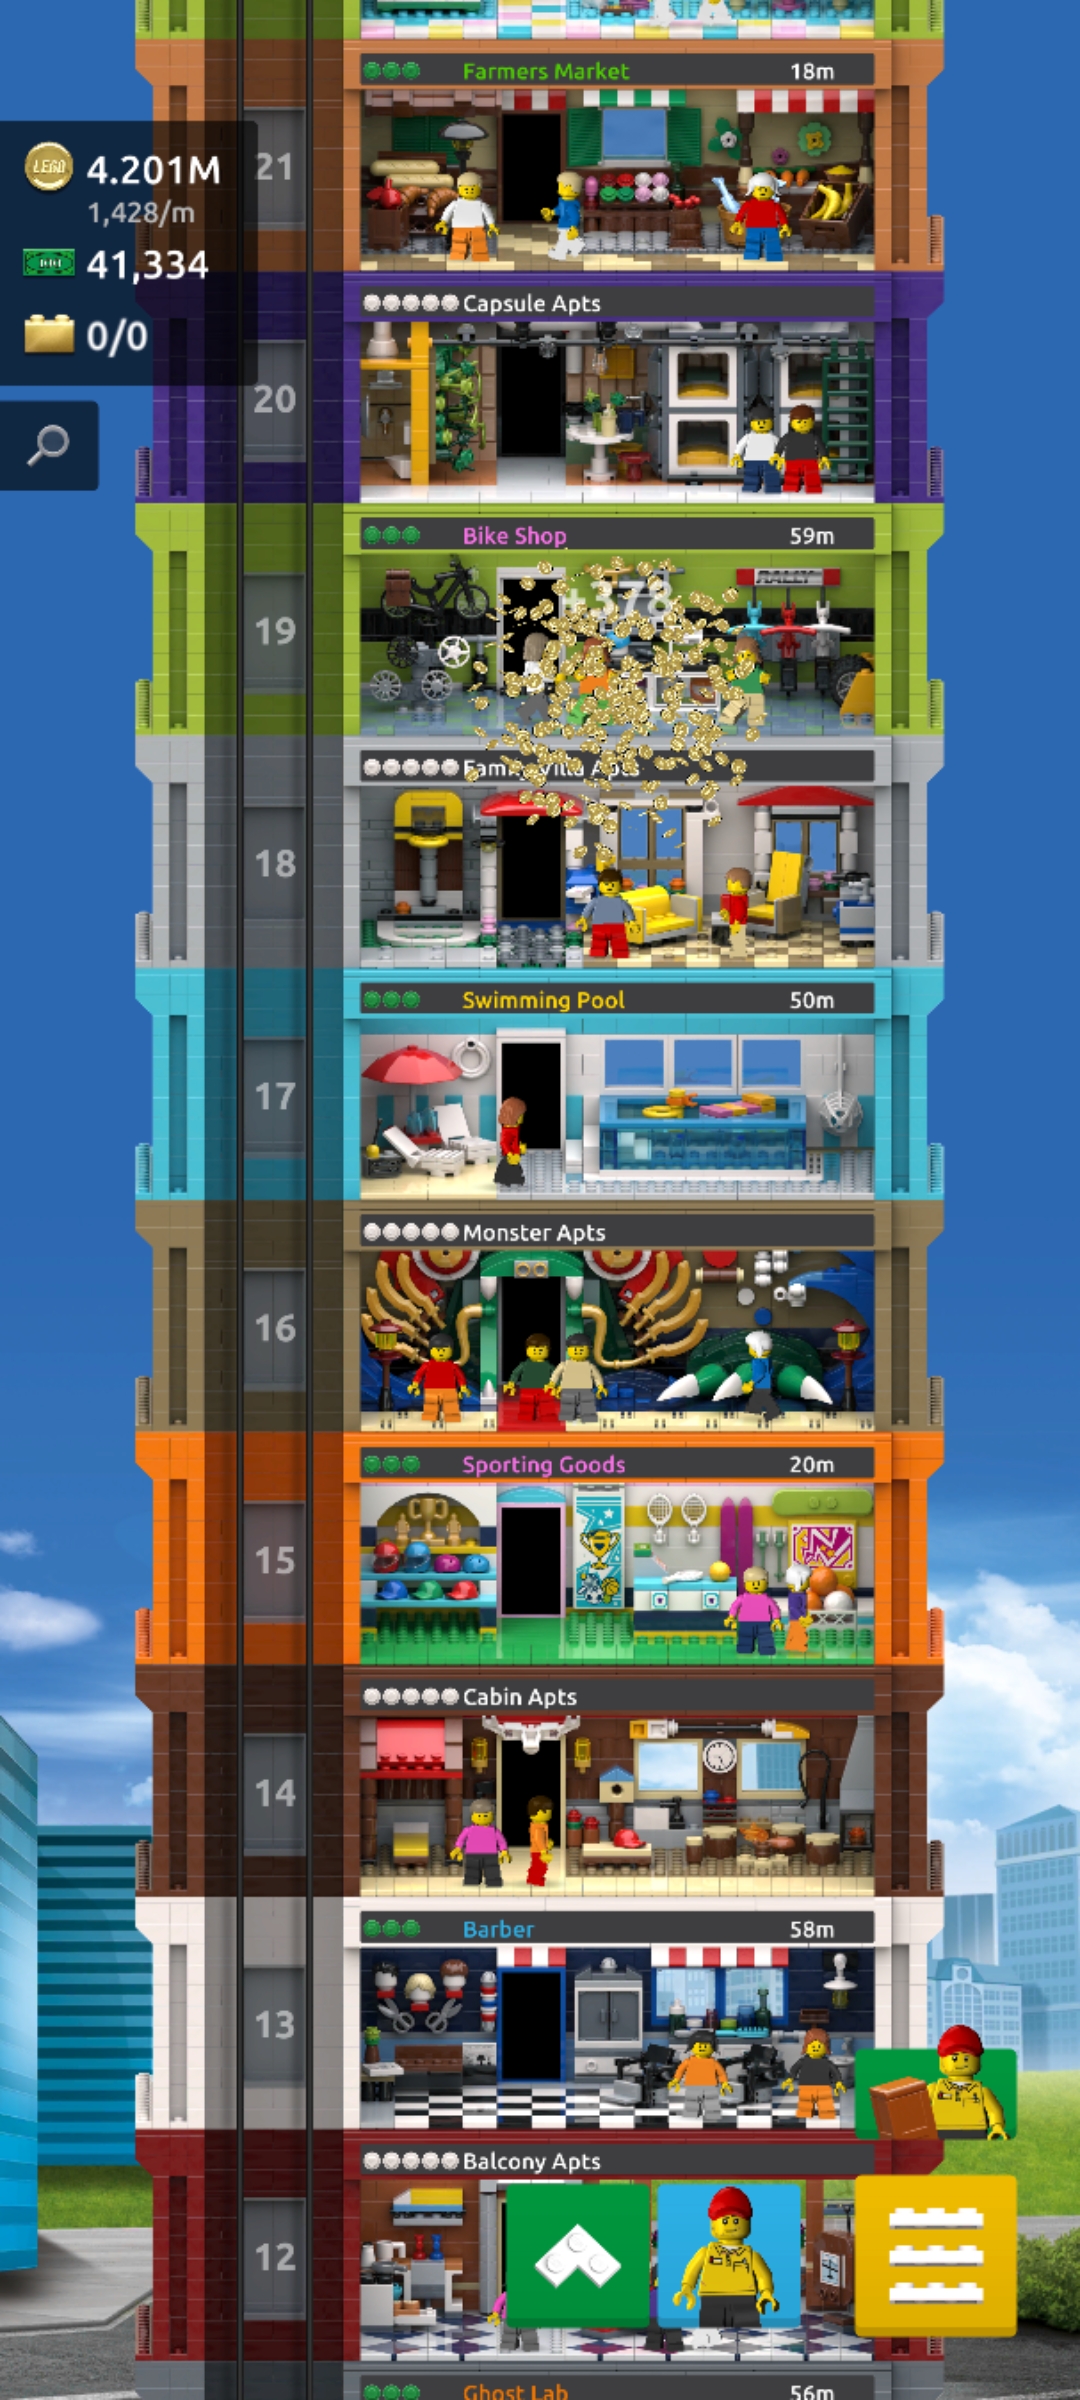 Farmers Market 18m
21
LEGO 4.201M
1,428/m
41,334
0/0
Capsule Apts
20
Bike Shop 59m
+378
RALLY
19
Family Villa Apts
18
Swimming Pool 50m
17
Monster Apts
16
Sporting Goods 20m
15
Cabin Apts
14
Barber 58m
13
Balcony Apts
12
Ghost Lab 56m